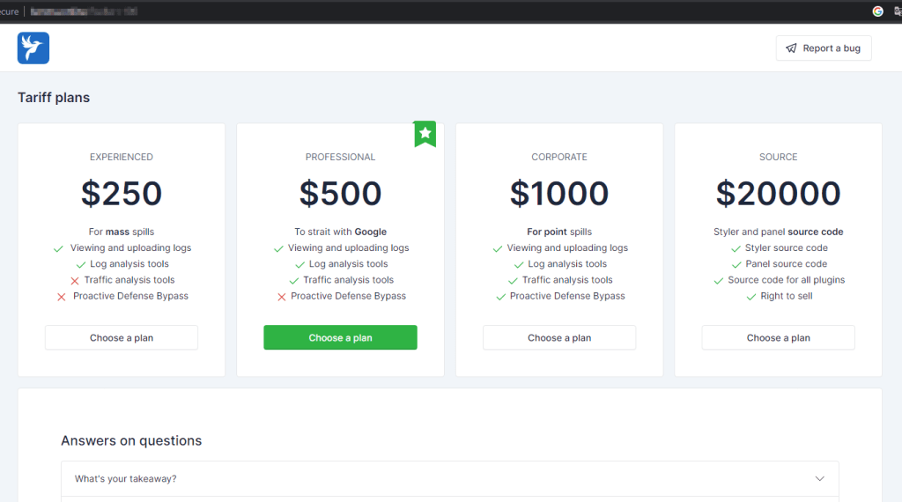 ecure
Report a bug
Tariff plans
EXPERIENCED
$250
For mass spills
Viewing and uploading logs
Log analysis tools
Traffic analysis tools
Proactive Defense Bypass
Choose a plan
PROFESSIONAL
$500
To strait with Google
Viewing and uploading logs
Log analysis tools
Traffic analysis tools
Proactive Defense Bypass
Choose a plan
CORPORATE
$1000
For point spills
Viewing and uploading logs
Log analysis tools
Traffic analysis tools
Proactive Defense Bypass
Choose a plan
SOURCE
$20000
Styler and panel source code
Styler source code
Panel source code
Source code for all plugins
Right to sell
Choose a plan
Answers on questions
What's your takeaway?